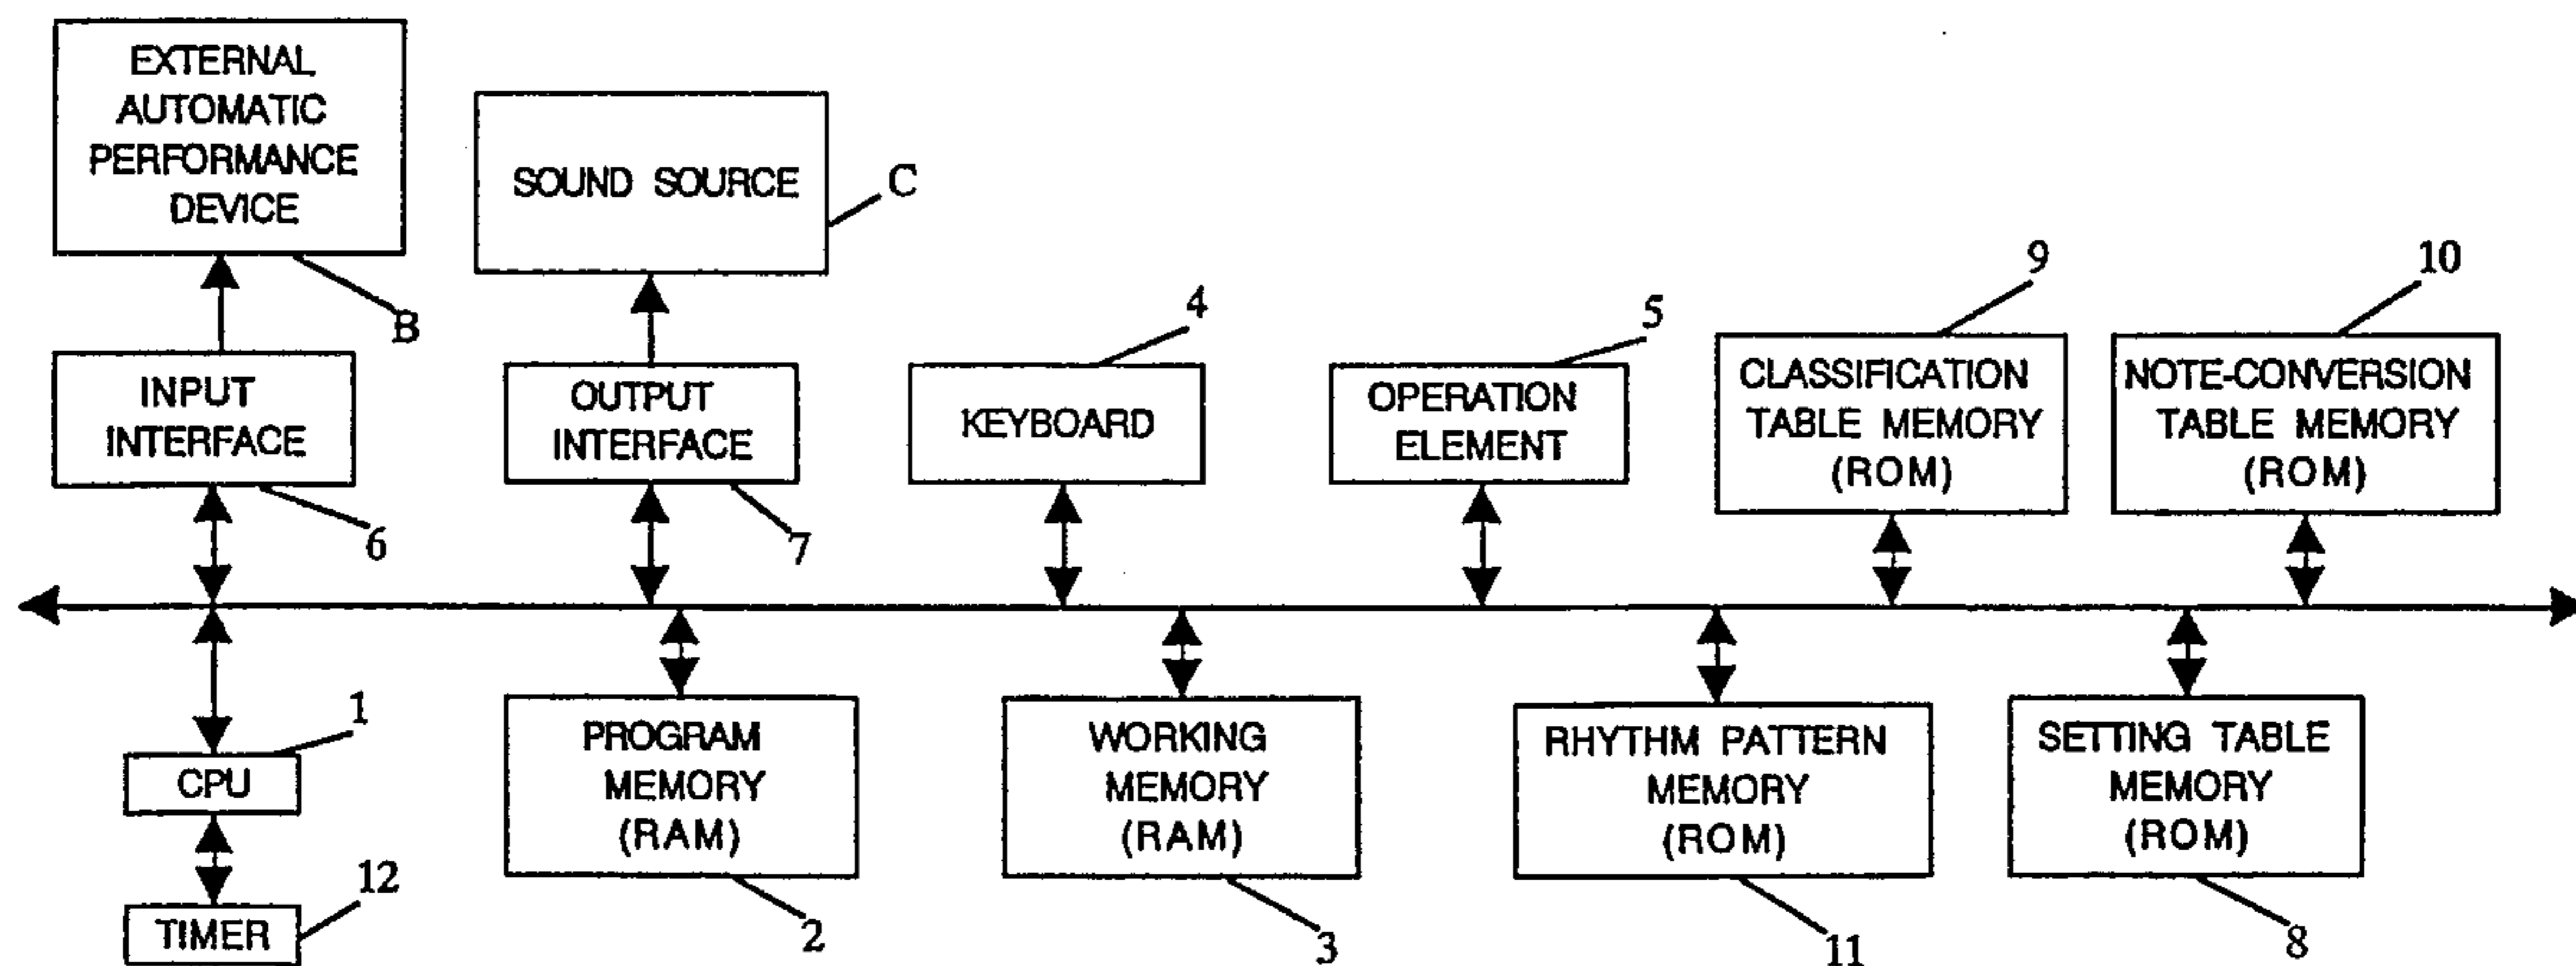 EXTERNAL
AUTOMATIC
PERFORMANCE
DEVICE
B
SOUND SOURCE
C
INPUT
INTERFACE
6
OUTPUT
INTERFACE
7
KEYBOARD
4
OPERATION
ELEMENT
5
CLASSIFICATION
TABLE MEMORY
(ROM)
9
NOTE-CONVERSION
TABLE MEMORY
(ROM)
10
CPU
1
TIMER
12
PROGRAM
MEMORY
(RAM)
2
WORKING
MEMORY
(RAM)
3
RHYTHM PATTERN
MEMORY
(ROM)
11
SETTING TABLE
MEMORY
(ROM)
8